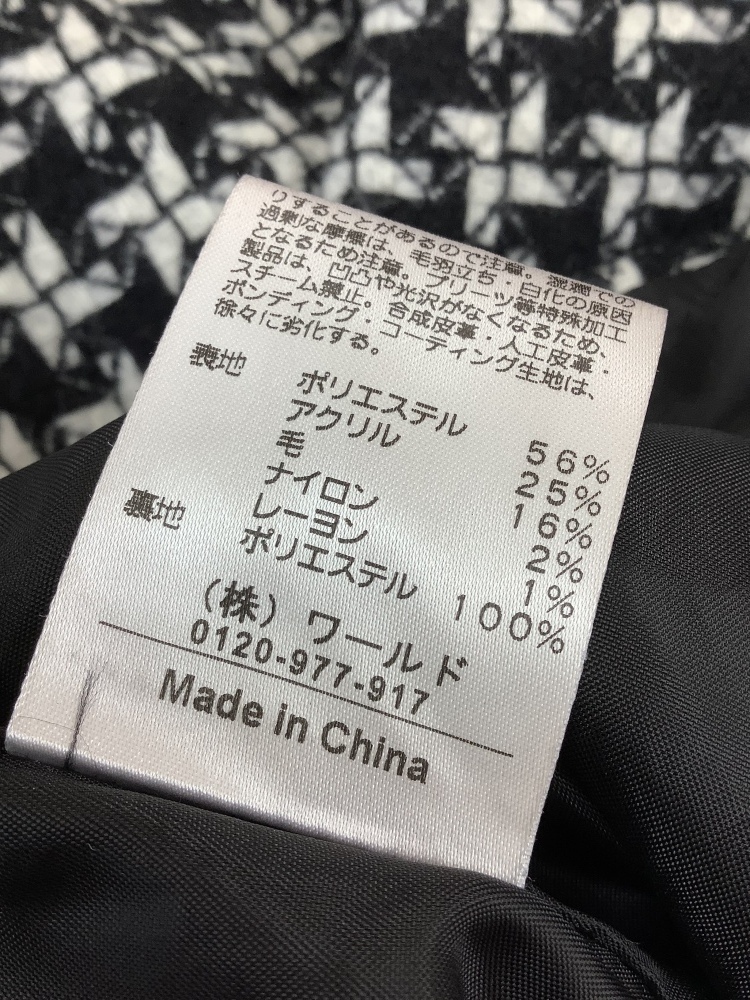 りすることがあるので注意。湿潤での
過剰な摩擦は、毛羽立ち・白化の原因
となるため注意。プリーツ等特殊加工
製品は、凹凸や光沢がなくなるため、
スチーム禁止。合成皮革・人工皮革・
ボンディング・コーティング生地は、
徐々に劣化する。
表地 ポリエステル 56%
アクリル 25%
毛 16%
ナイロン 2%
レーヨン 1%
裏地 ポリエステル 100%
(株) ワールド
0120-977-917
Made in China